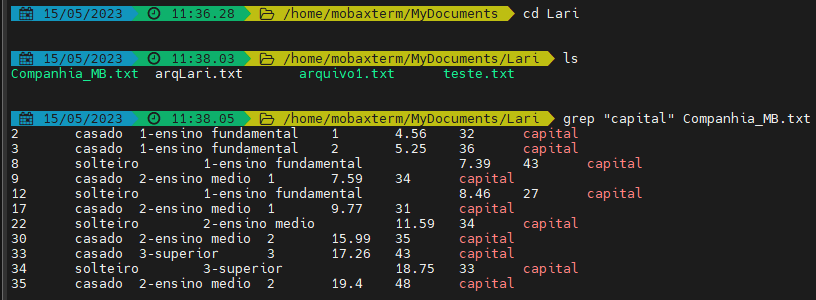 15/05/2023 11:36.28 /home/mobaxterm/MyDocuments cd Lari
15/05/2023 11:38.03 /home/mobaxterm/MyDocuments/Lari ls
Companhia_MB.txt arqLari.txt arquivo1.txt teste.txt
15/05/2023 11:38.05 /home/mobaxterm/MyDocuments/Lari grep "capital" Companhia_MB.txt
2 casado 1-ensino fundamental 1 4.56 32 capital
3 casado 1-ensino fundamental 2 5.25 36 capital
8 solteiro 1-ensino fundamental 7.39 43 capital
9 casado 2-ensino medio 1 7.59 34 capital
12 solteiro 1-ensino fundamental 8.46 27 capital
17 casado 2-ensino medio 1 9.77 31 capital
22 solteiro 2-ensino medio 11.59 34 capital
30 casado 2-ensino medio 2 15.99 35 capital
33 casado 3-superior 3 17.26 43 capital
34 solteiro 3-superior 18.75 33 capital
35 casado 2-ensino medio 2 19.4 48 capital